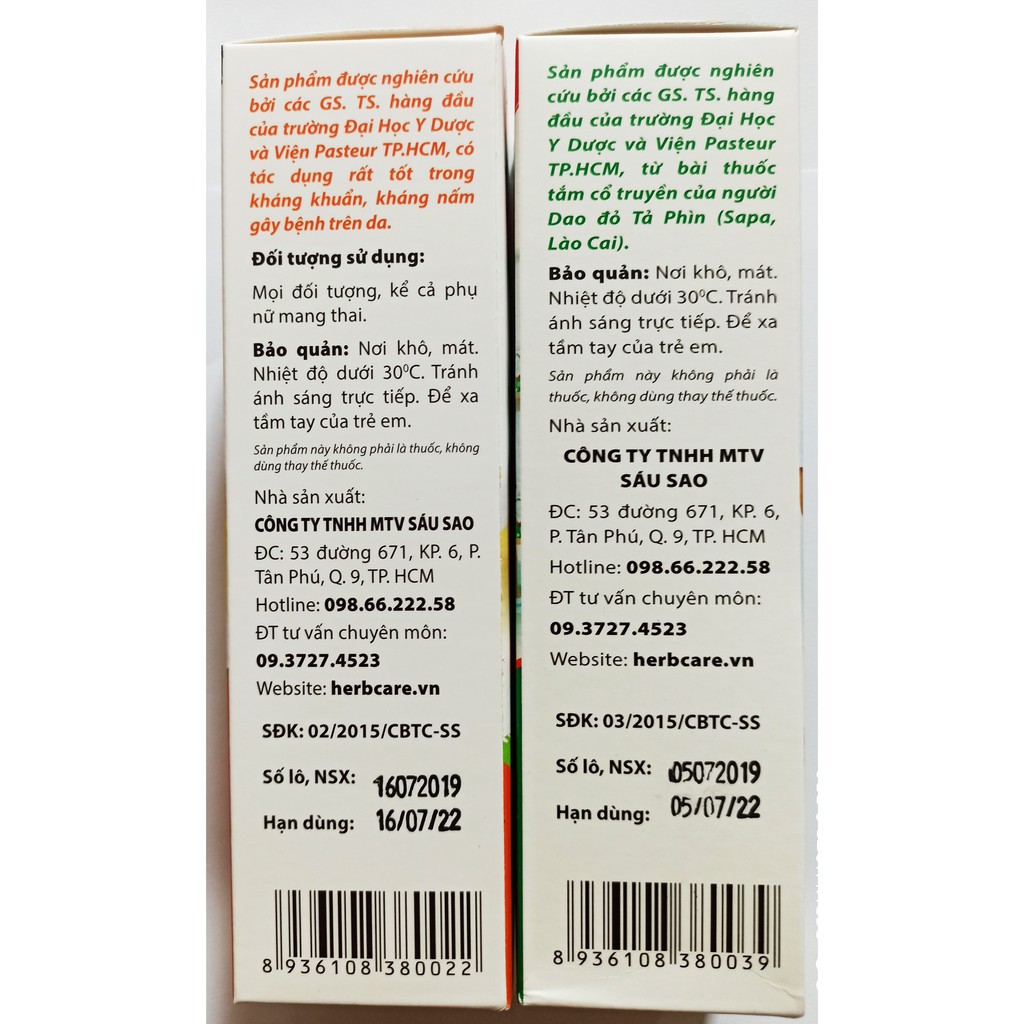 Sản phẩm được nghiên cứu
bởi các GS. TS. hàng đầu
của trường Đại Học Y Dược
và Viện Pasteur TP.HCM, có
tác dụng rất tốt trong
kháng khuẩn, kháng nấm
gây bệnh trên da.
Đối tượng sử dụng:
Mọi đối tượng, kể cả phụ
nữ mang thai.
Bảo quản: Nơi khô, mát.
Nhiệt độ dưới 30⁰C. Tránh
ánh sáng trực tiếp. Để xa
tầm tay của trẻ em.
Sản phẩm này không phải là thuốc, không
dùng thay thế thuốc.
Nhà sản xuất:
CÔNG TY TNHH MTV SÁU SAO
ĐC: 53 đường 671, KP. 6, P.
Tân Phú, Q. 9, TP. HCM
Hotline: 098.66.222.58
ĐT tư vấn chuyên môn:
09.3727.4523
Website: herbcare.vn
SĐK: 02/2015/CBTC-SS
Số lô, NSX: 16072019
Hạn dùng: 16/07/22
8 936108 380022
Sản phẩm được nghiên
cứu bởi các GS. TS. hàng
đầu của trường Đại Học
Y Dược và Viện Pasteur
TP.HCM, từ bài thuốc
tắm cổ truyền của người
Dao đỏ Tả Phìn (Sapa,
Lào Cai).
Bảo quản: Nơi khô, mát.
Nhiệt độ dưới 30⁰C. Tránh
ánh sáng trực tiếp. Để xa
tầm tay của trẻ em.
Sản phẩm này không phải là
thuốc, không dùng thay thế thuốc.
Nhà sản xuất:
CÔNG TY TNHH MTV
SÁU SAO
ĐC: 53 đường 671, KP. 6,
P. Tân Phú, Q. 9, TP. HCM
Hotline: 098.66.222.58
ĐT tư vấn chuyên môn:
09.3727.4523
Website: herbcare.vn
SĐK: 03/2015/CBTC-SS
Số lô, NSX: 05072019
Hạn dùng: 05/07/22
8 936108 380039